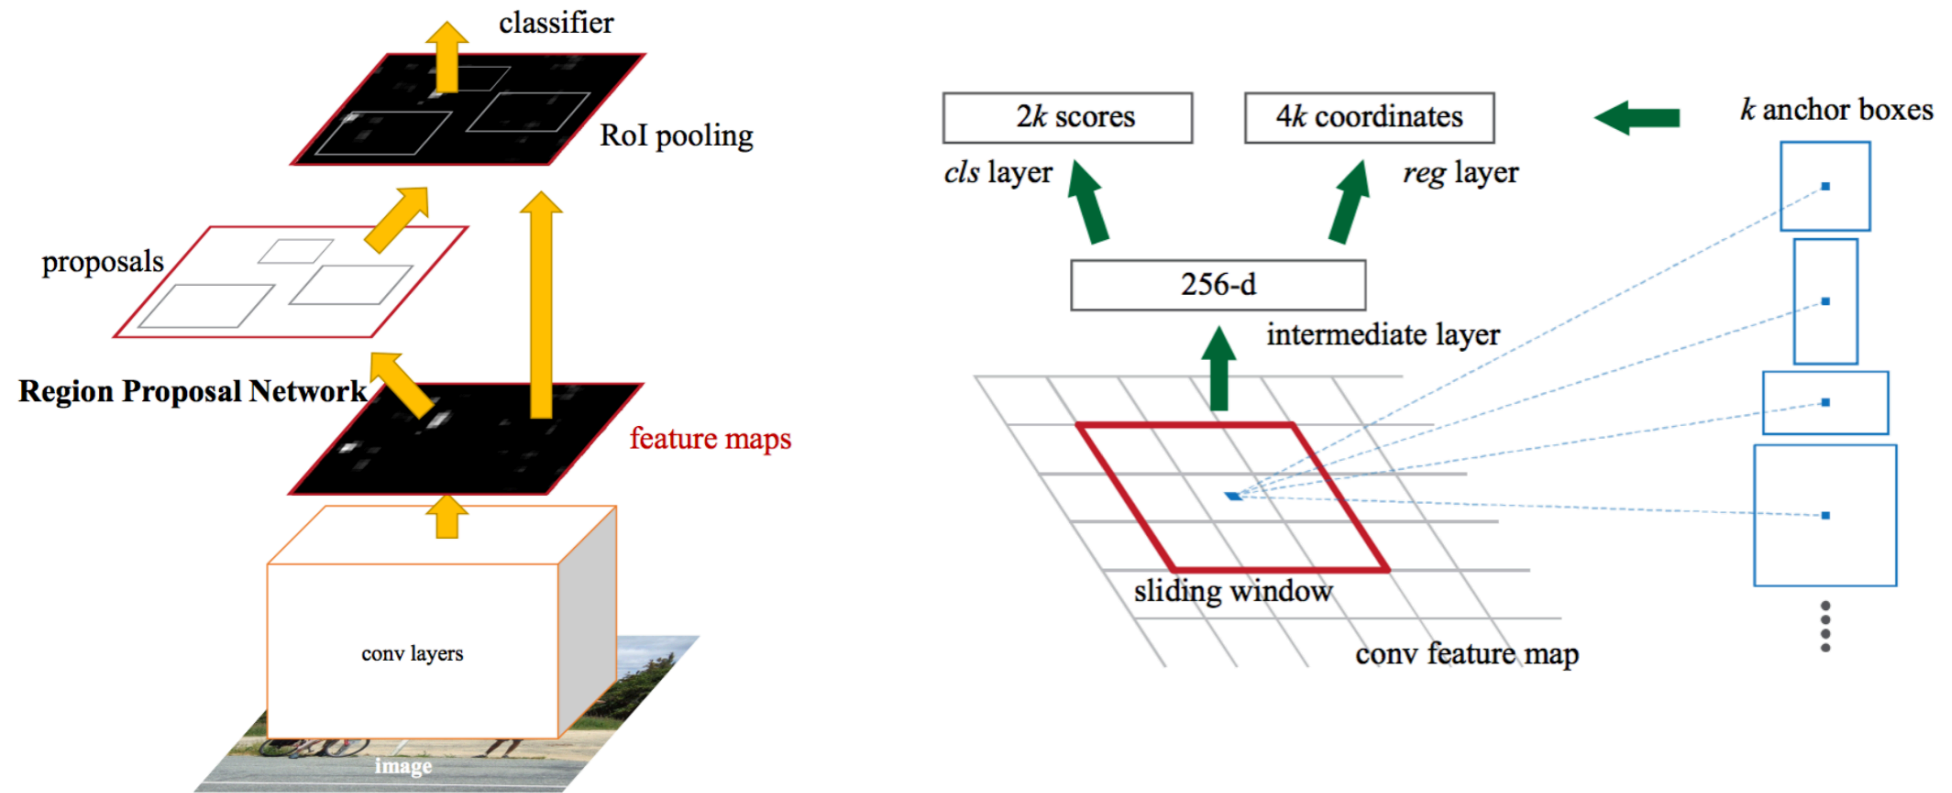 classifier
RoI pooling
proposals
Region Proposal Network
feature maps
conv layers
image
2k scores
4k coordinates
k anchor boxes
cls layer
reg layer
256-d
intermediate layer
sliding window
conv feature map